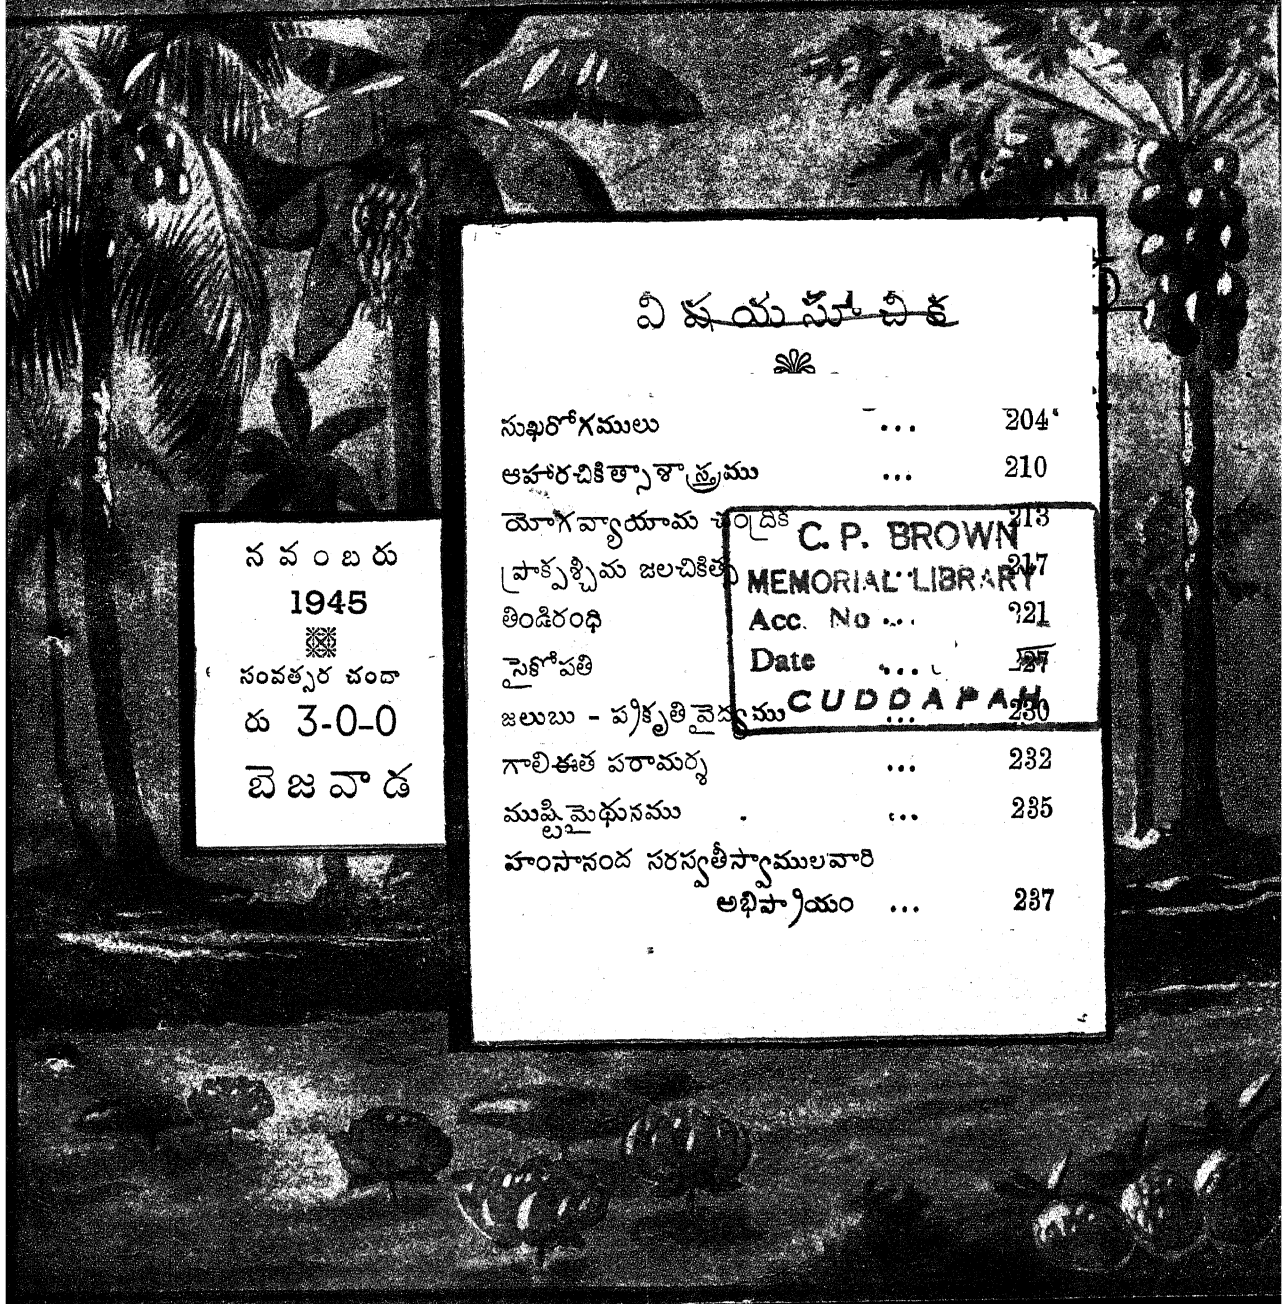 విషయసూచిక
సుఖరోగములు ... 204
ఆహారచికిత్సాశాస్త్రము ... 210
యోగవ్యాయామ చంద్రిక 213
ప్రాక్పశ్చిమ జలచికిత్స ... 217
తిండిరంధి ... 221
సైకోపతి ... 227
జలుబు - ప్రకృతివైద్యము ... 230
గాలిఈత పరామర్శ ... 232
ముష్టిమైథునము ... 235
హంసానంద సరస్వతీస్వాములవారి
అభిప్రాయం ... 237
C. P. BROWN
MEMORIAL LIBRARY
Acc. No
Date
CUDDAPAH
నవంబరు
1945
సంవత్సర చందా
రు 3-0-0
బెజవాడ